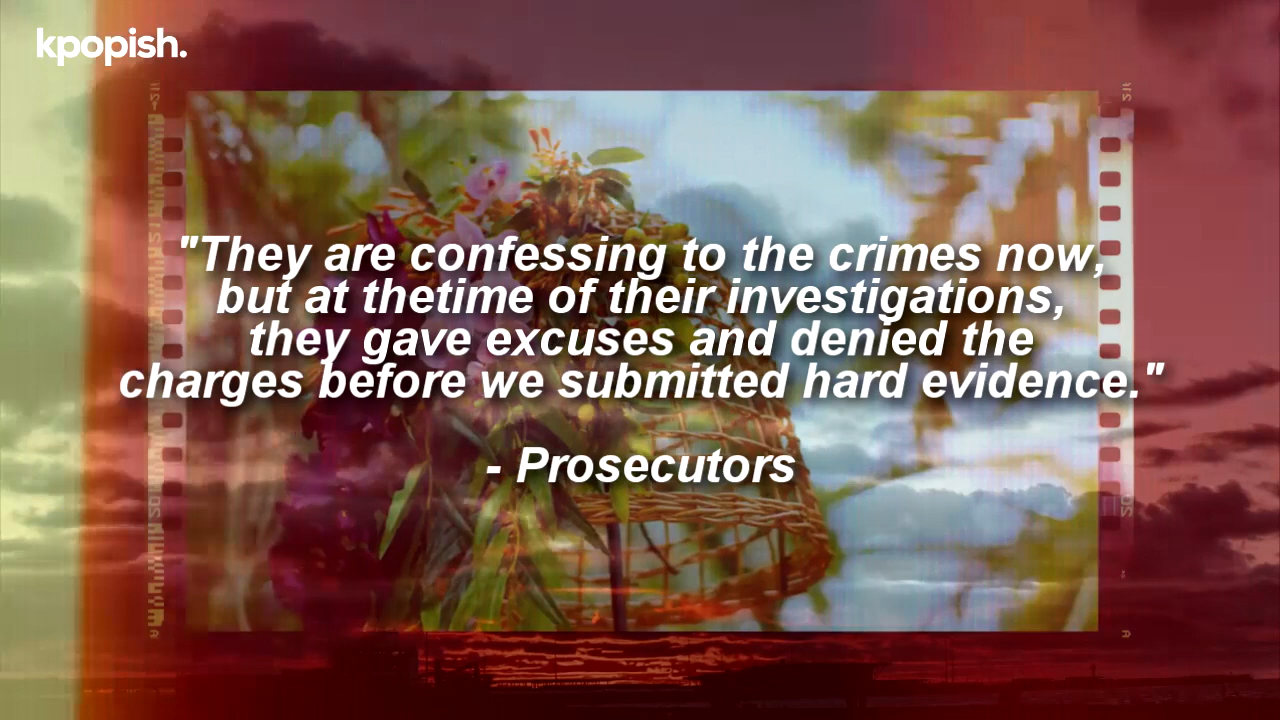 kpopish.
"They are confessing to the crimes now,
but at thetime of their investigations,
they gave excuses and denied the
charges before we submitted hard evidence."
- Prosecutors